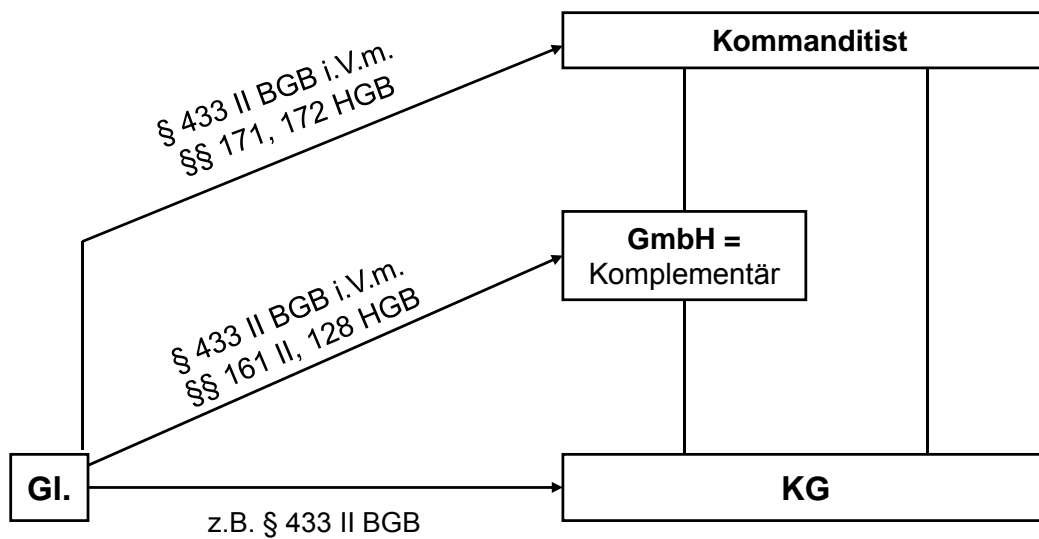 Kommanditist
§ 433 II BGB i.V.m.
§§ 171, 172 HGB
GmbH =
Komplementär
§ 433 II BGB i.V.m.
§§ 161 II, 128 HGB
Gl.
KG
z.B. § 433 II BGB